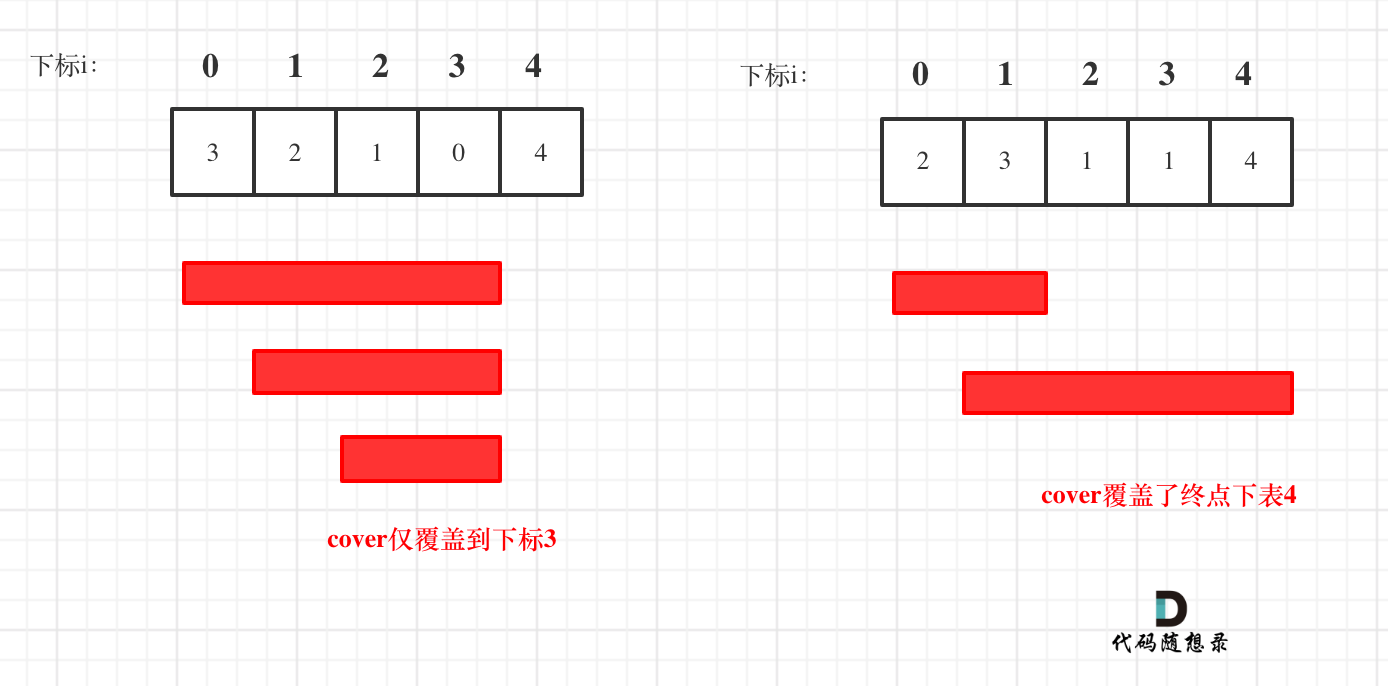 下标i：
0 1 2 3 4
3 2 1 0 4
cover仅覆盖到下标3
下标i：
0 1 2 3 4
2 3 1 1 4
cover覆盖了终点下表4
代码随想录